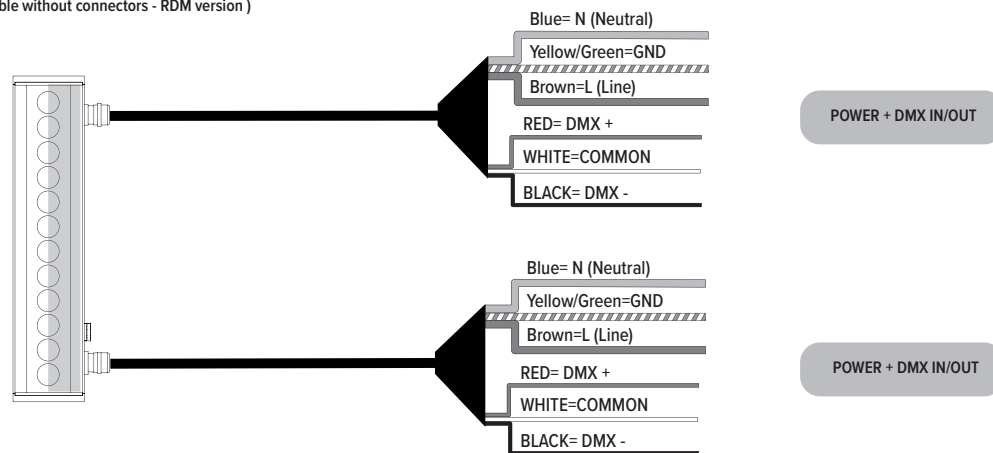 without connectors - RDM version )
Blue= N (Neutral)
Yellow/Green=GND
Brown=L (Line)
RED= DMX +
WHITE=COMMON
BLACK= DMX -
POWER + DMX IN/OUT
Blue= N (Neutral)
Yellow/Green=GND
Brown=L (Line)
RED= DMX +
WHITE=COMMON
BLACK= DMX -
POWER + DMX IN/OUT